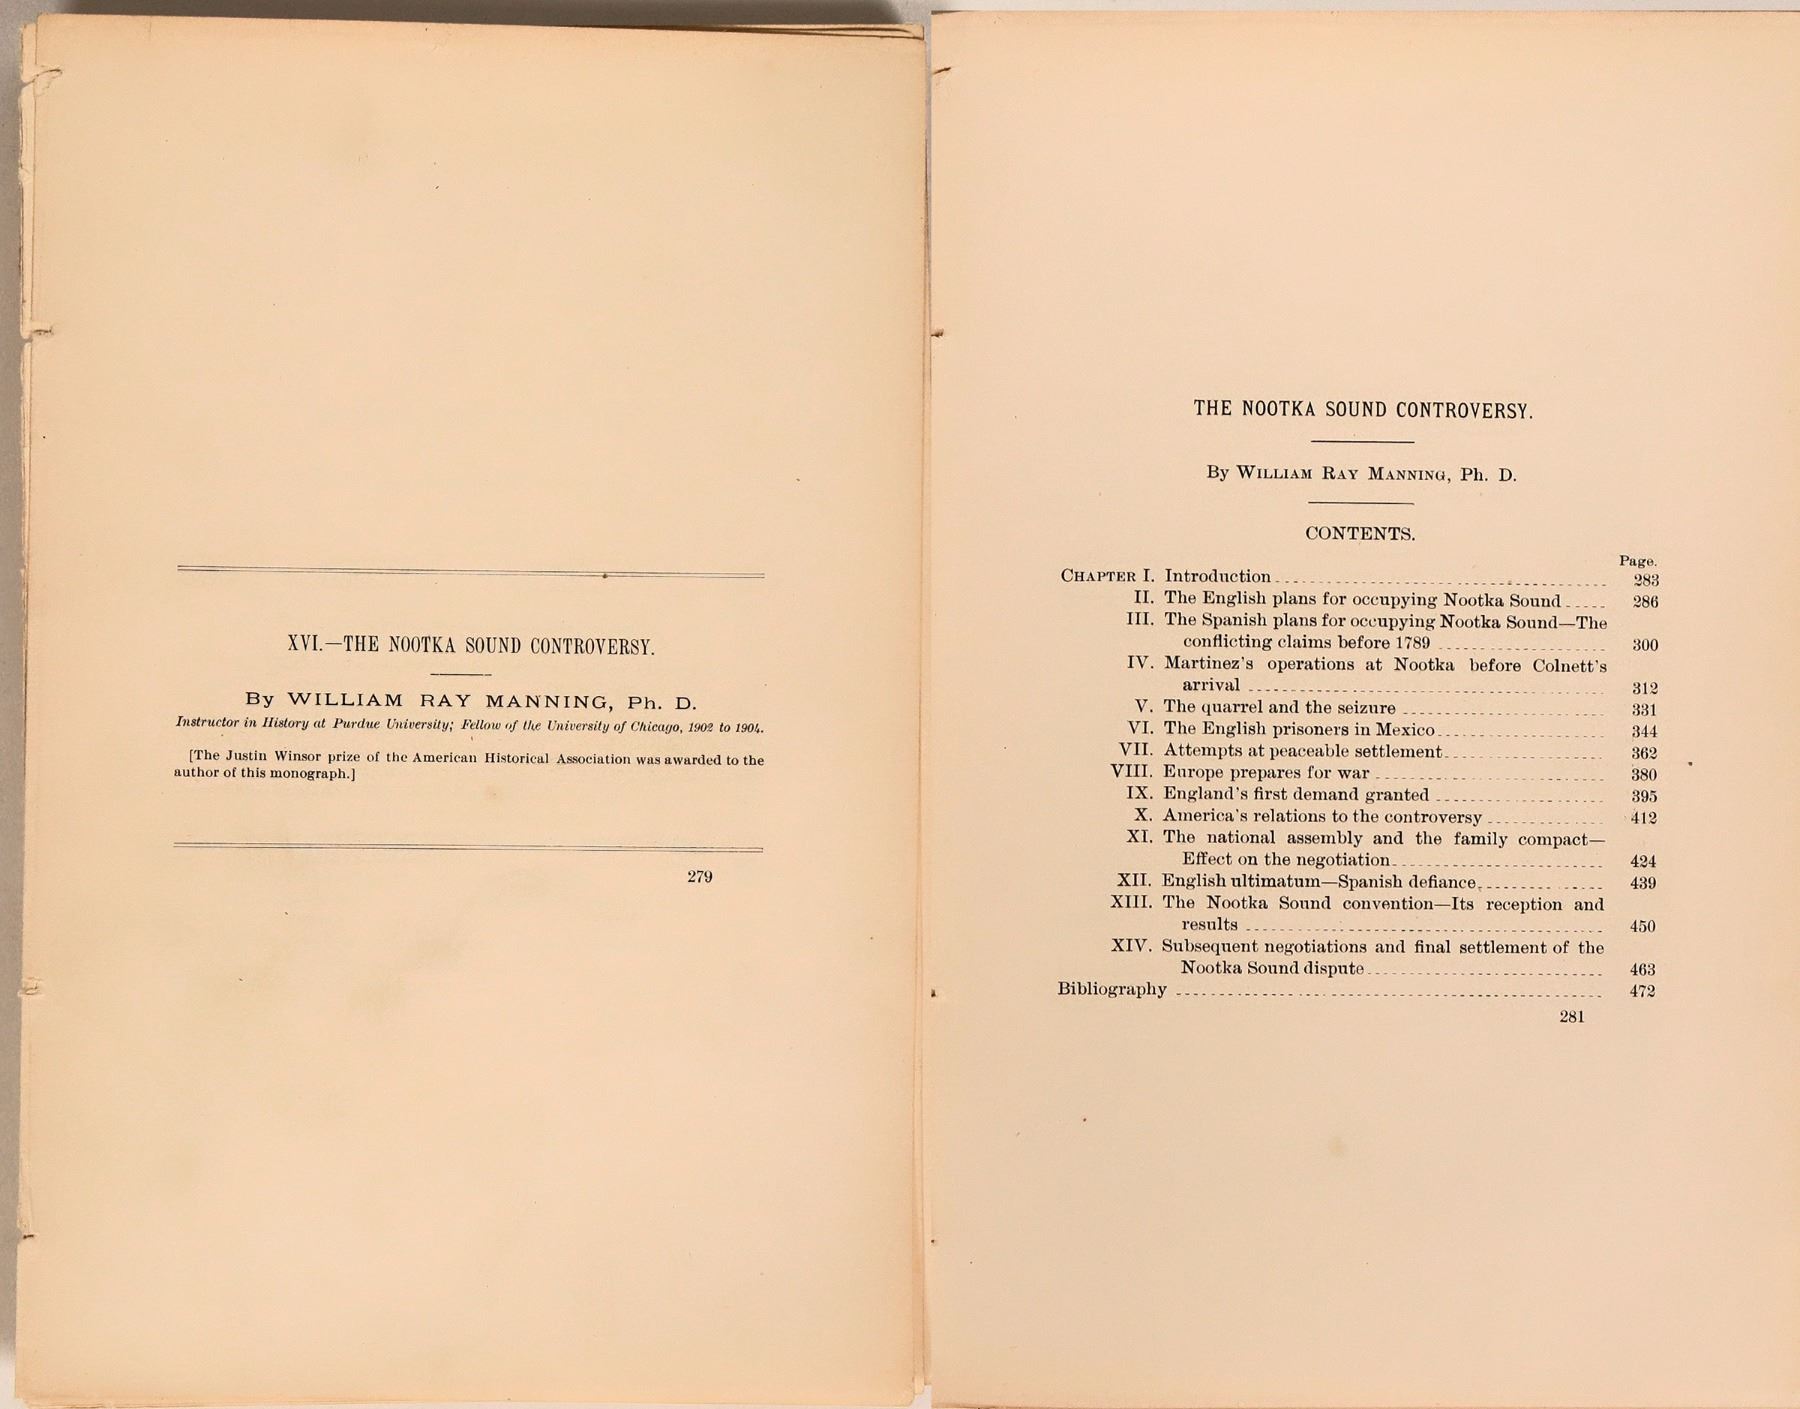 XVI.—THE NOOTKA SOUND CONTROVERSY.
By WILLIAM RAY MANNING, Ph. D.
Instructor in History at Purdue University; Fellow of the University of Chicago, 1902 to 1904.
[The Justin Winsor prize of the American Historical Association was awarded to the
author of this monograph.]
279
THE NOOTKA SOUND CONTROVERSY.
By WILLIAM RAY MANNING, Ph. D.
CONTENTS.
Page.
CHAPTER I. Introduction 283
II. The English plans for occupying Nootka Sound 286
III. The Spanish plans for occupying Nootka Sound—The
conflicting claims before 1789 300
IV. Martinez's operations at Nootka before Colnett's
arrival 312
V. The quarrel and the seizure 331
VI. The English prisoners in Mexico 344
VII. Attempts at peaceable settlement 362
VIII. Europe prepares for war 380
IX. England's first demand granted 395
X. America's relations to the controversy 412
XI. The national assembly and the family compact—
Effect on the negotiation 424
XII. English ultimatum—Spanish defiance 439
XIII. The Nootka Sound convention—Its reception and
results 450
XIV. Subsequent negotiations and final settlement of the
Nootka Sound dispute 463
Bibliography 472
281